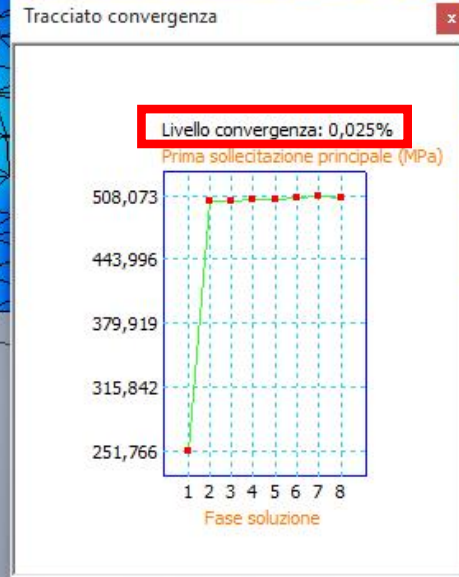 Tracciato convergenza
x
Livello convergenza: 0,025%
Prima sollecitazione principale (MPa)
508,073
443,996
379,919
315,842
251,766
1 2 3 4 5 6 7 8
Fase soluzione